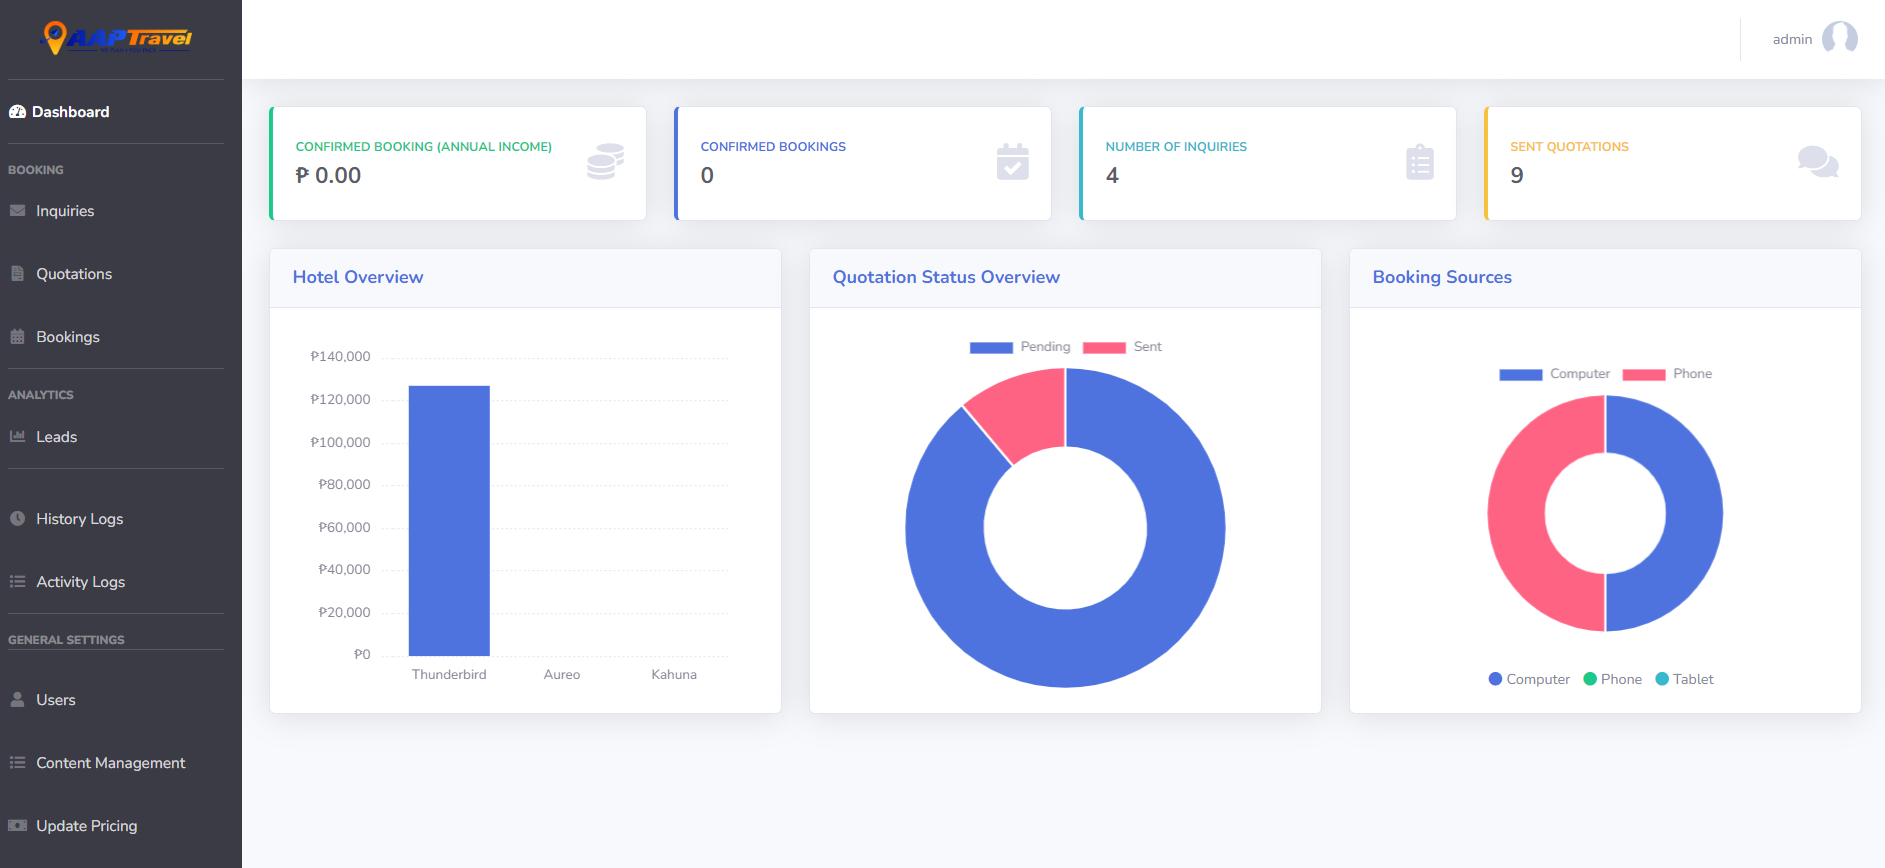 AAPTravel
admin
Dashboard
BOOKING
Inquiries
Quotations
Bookings
ANALYTICS
Leads
History Logs
Activity Logs
GENERAL SETTINGS
Users
Content Management
Update Pricing
CONFIRMED BOOKING (ANNUAL INCOME)
₱ 0.00
CONFIRMED BOOKINGS
0
NUMBER OF INQUIRIES
4
SENT QUOTATIONS
9
Hotel Overview
₱140,000
₱120,000
₱100,000
₱80,000
₱60,000
₱40,000
₱20,000
₱0
Thunderbird Aureo Kahuna
Quotation Status Overview
Pending Sent
Booking Sources
Computer Phone
Computer Phone Tablet